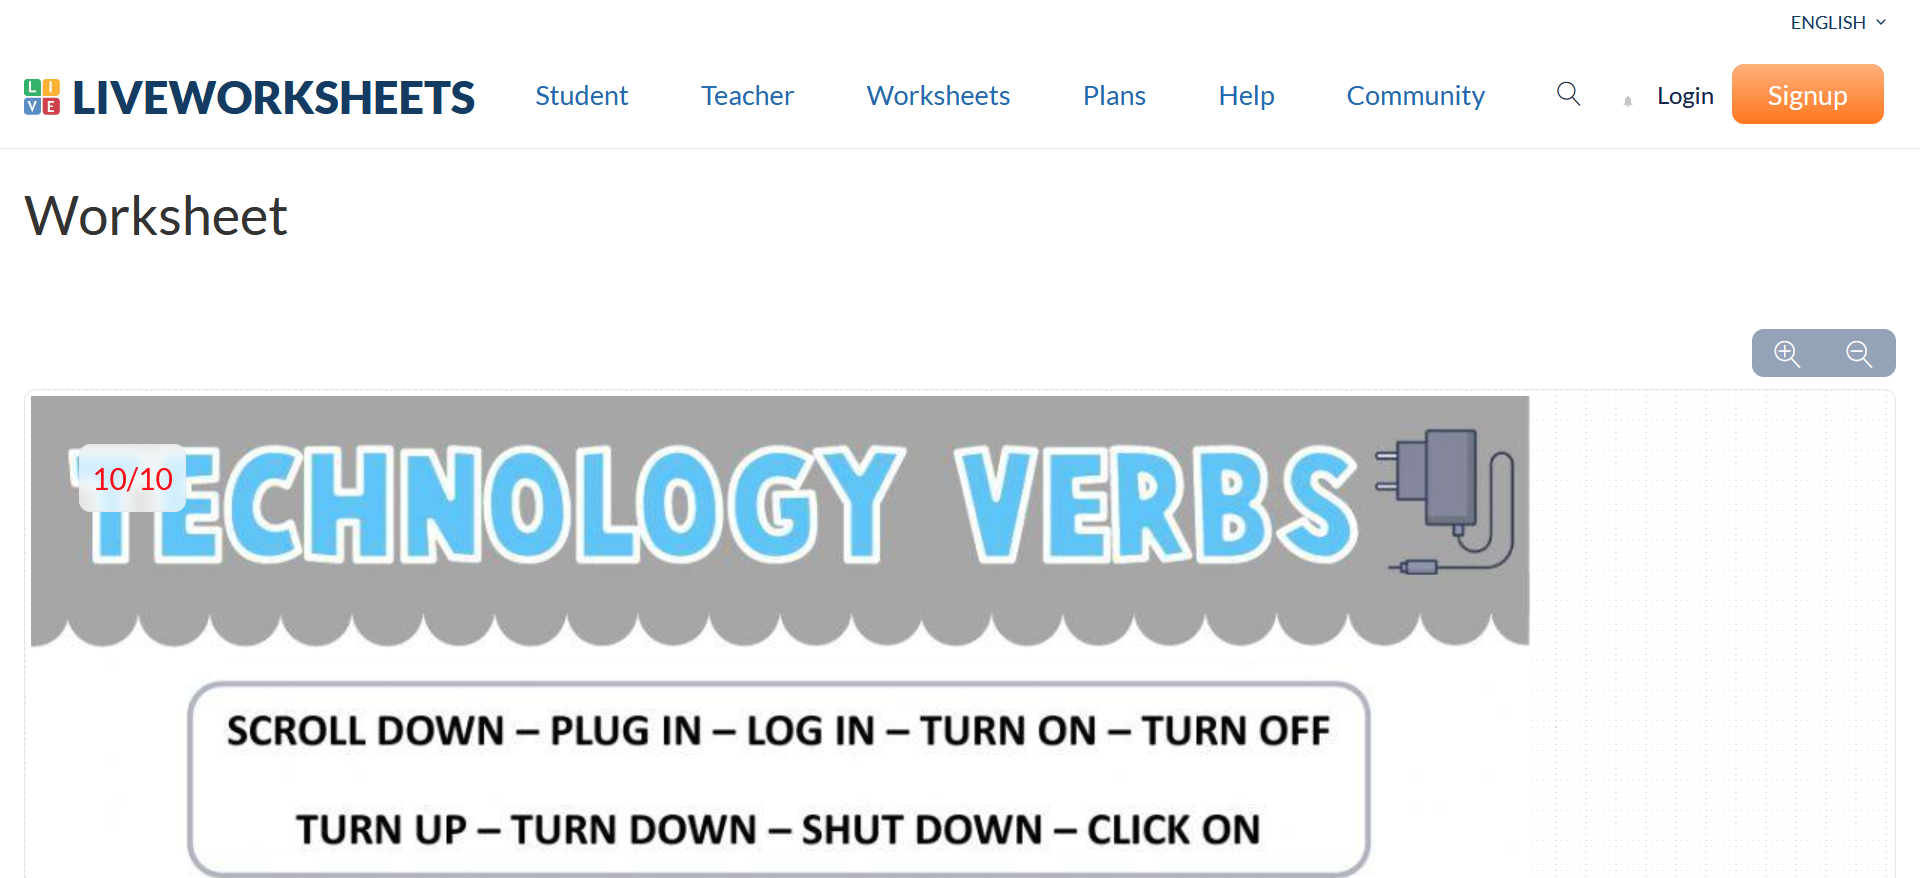 ENGLISH
LIVE LIVEWORKSHEETS Student Teacher Worksheets Plans Help Community Login Signup
Worksheet
10/10
TECHNOLOGY VERBS
SCROLL DOWN – PLUG IN – LOG IN – TURN ON – TURN OFF
TURN UP – TURN DOWN – SHUT DOWN – CLICK ON